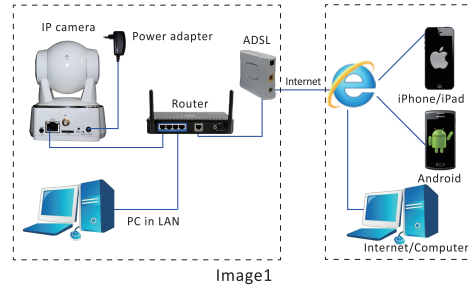 IP camera
Power adapter
ADSL
Router
Internet
iPhone/iPad
Android
PC in LAN
Internet/Computer
Image1